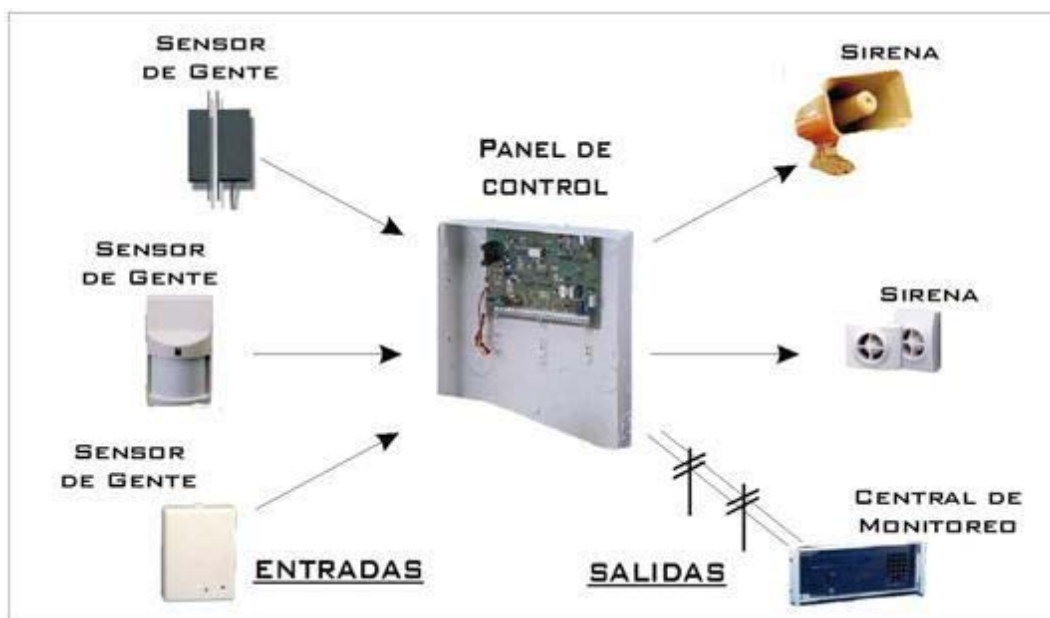 SENSOR
DE GENTE
SIRENA
PANEL DE
CONTROL
SENSOR
DE GENTE
SIRENA
SENSOR
DE GENTE
CENTRAL DE
MONITOREO
ENTRADAS
SALIDAS